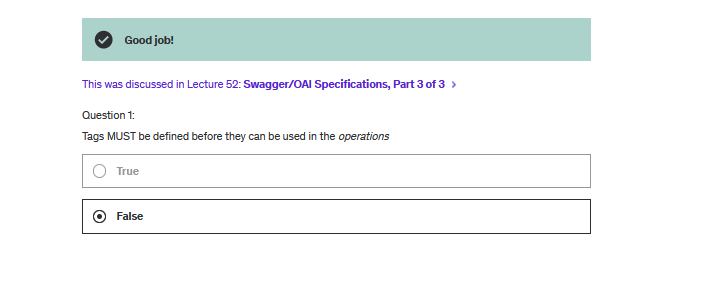 Good job!
This was discussed in Lecture 52: Swagger/OAI Specifications, Part 3 of 3 >
Question 1:
Tags MUST be defined before they can be used in the operations
True
False